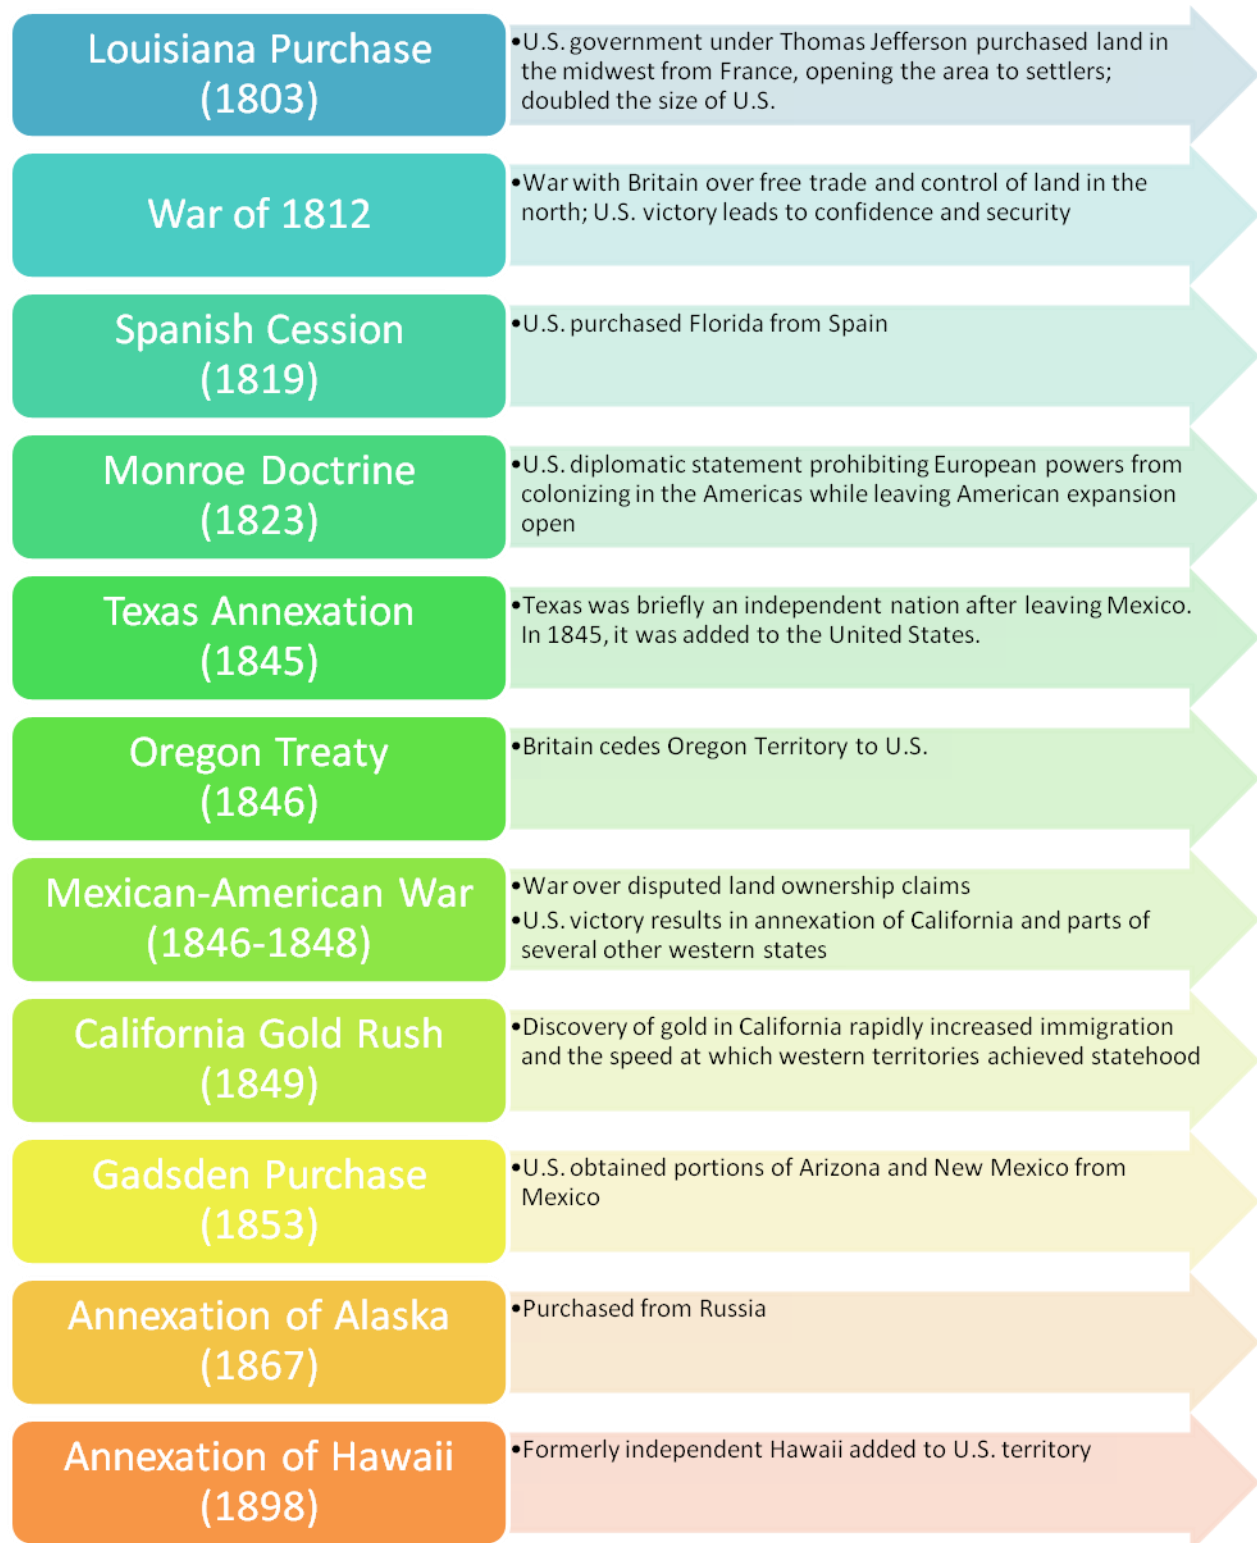 Louisiana Purchase
(1803)
•U.S. government under Thomas Jefferson purchased land in
the midwest from France, opening the area to settlers;
doubled the size of U.S.
War of 1812
•War with Britain over free trade and control of land in the
north; U.S. victory leads to confidence and security
Spanish Cession
(1819)
•U.S. purchased Florida from Spain
Monroe Doctrine
(1823)
•U.S. diplomatic statement prohibiting European powers from
colonizing in the Americas while leaving American expansion
open
Texas Annexation
(1845)
•Texas was briefly an independent nation after leaving Mexico.
In 1845, it was added to the United States.
Oregon Treaty
(1846)
•Britain cedes Oregon Territory to U.S.
Mexican-American War
(1846-1848)
•War over disputed land ownership claims
•U.S. victory results in annexation of California and parts of
several other western states
California Gold Rush
(1849)
•Discovery of gold in California rapidly increased immigration
and the speed at which western territories achieved statehood
Gadsden Purchase
(1853)
•U.S. obtained portions of Arizona and New Mexico from
Mexico
Annexation of Alaska
(1867)
•Purchased from Russia
Annexation of Hawaii
(1898)
•Formerly independent Hawaii added to U.S. territory